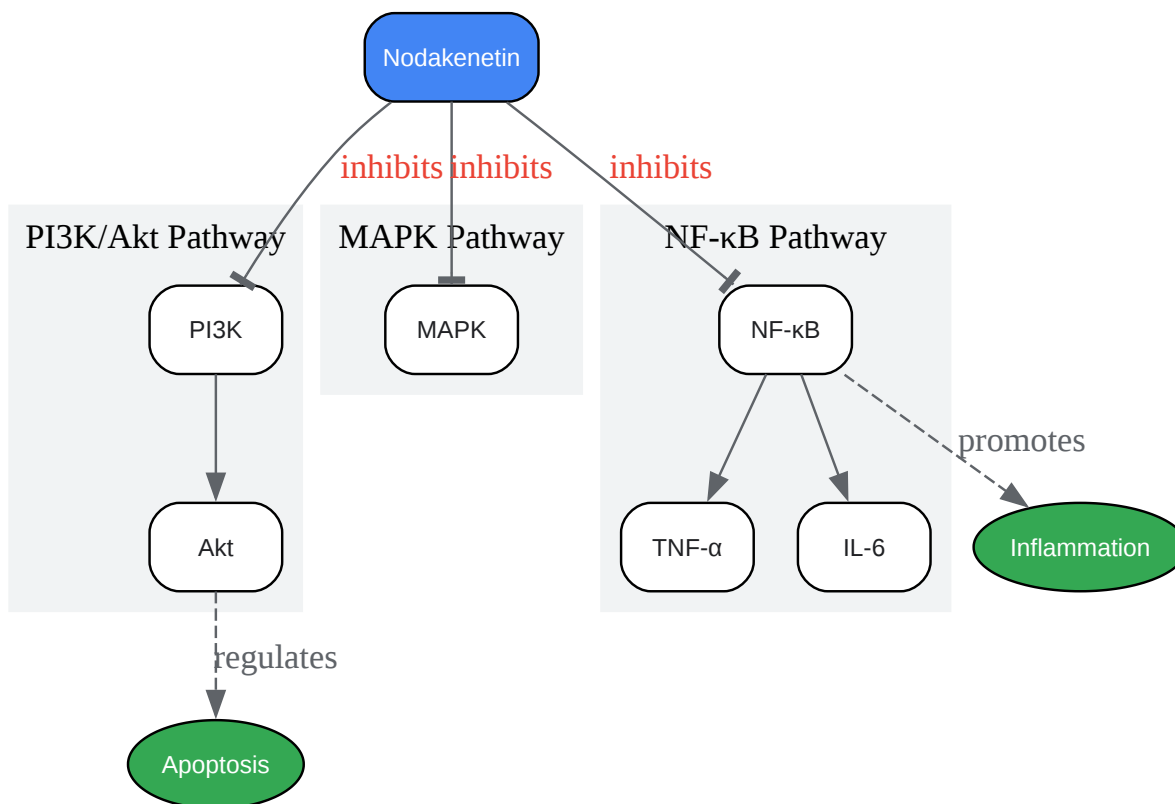 Nodakenetin
inhibits inhibits inhibits
PI3K/Akt Pathway MAPK Pathway NF-κB Pathway
PI3K MAPK NF-κB
promotes
Akt TNF-α IL-6 Inflammation
regulates
Apoptosis